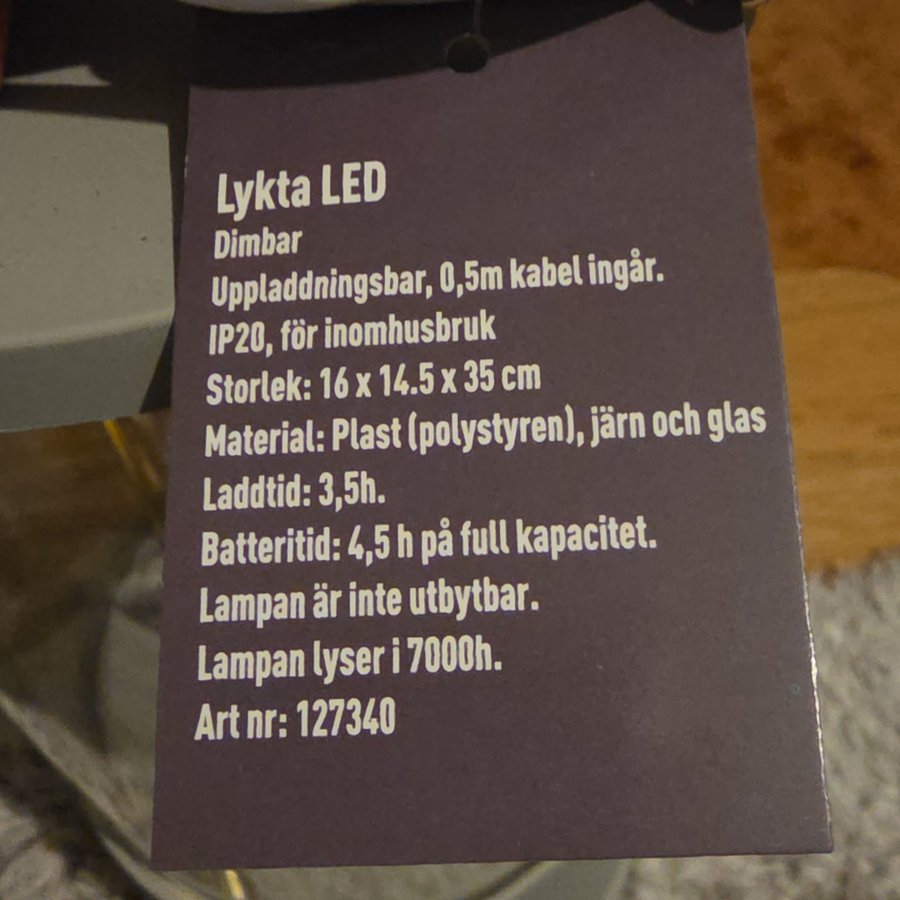 Lykta LED
Dimbar
Uppladdningsbar, 0,5m kabel ingår.
IP20, för inomhusbruk
Storlek: 16 x 14.5 x 35 cm
Material: Plast (polystyren), järn och glas
Laddtid: 3,5h.
Batteritid: 4,5 h på full kapacitet.
Lampan är inte utbytbar.
Lampan lyser i 7000h.
Art nr: 127340